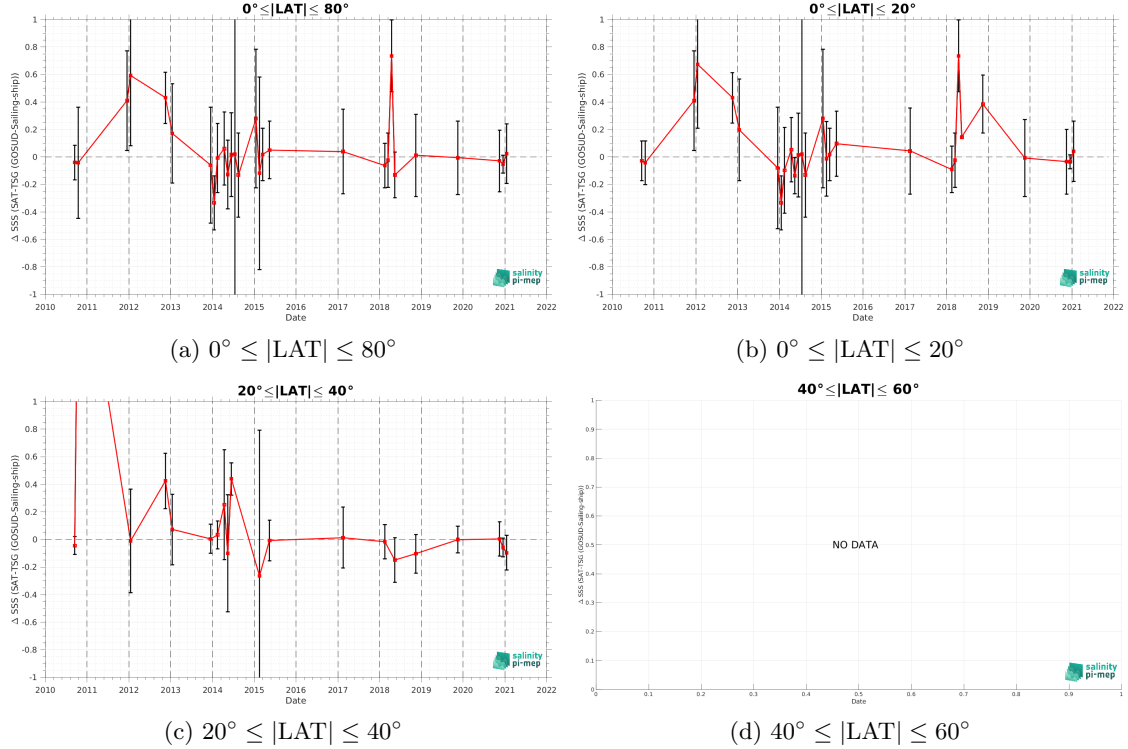 0°≤|LAT|≤ 80°
Δ SSS (SAT-TSG (GOSUD-Sailing-ship))
1
0.8
0.6
0.4
0.2
0
-0.2
-0.4
-0.6
-0.8
-1
2010 2011 2012 2013 2014 2015 2016 2017 2018 2019 2020 2021 2022
Date
salinity
pi-mep
(a) 0° ≤ |LAT| ≤ 80°
0°≤|LAT|≤ 20°
Δ SSS (SAT-TSG (GOSUD-Sailing-ship))
1
0.8
0.6
0.4
0.2
0
-0.2
-0.4
-0.6
-0.8
-1
2010 2011 2012 2013 2014 2015 2016 2017 2018 2019 2020 2021 2022
Date
salinity
pi-mep
(b) 0° ≤ |LAT| ≤ 20°
20°≤|LAT|≤ 40°
Δ SSS (SAT-TSG (GOSUD-Sailing-ship))
1
0.8
0.6
0.4
0.2
0
-0.2
-0.4
-0.6
-0.8
-1
2010 2011 2012 2013 2014 2015 2016 2017 2018 2019 2020 2021 2022
Date
salinity
pi-mep
(c) 20° ≤ |LAT| ≤ 40°
40°≤|LAT|≤ 60°
Δ SSS (SAT-TSG (GOSUD-Sailing-ship))
1
0.9
0.8
0.7
0.6
0.5
0.4
0.3
0.2
0.1
0
NO DATA
0 0.1 0.2 0.3 0.4 0.5 0.6 0.7 0.8 0.9 1
Date
salinity
pi-mep
(d) 40° ≤ |LAT| ≤ 60°